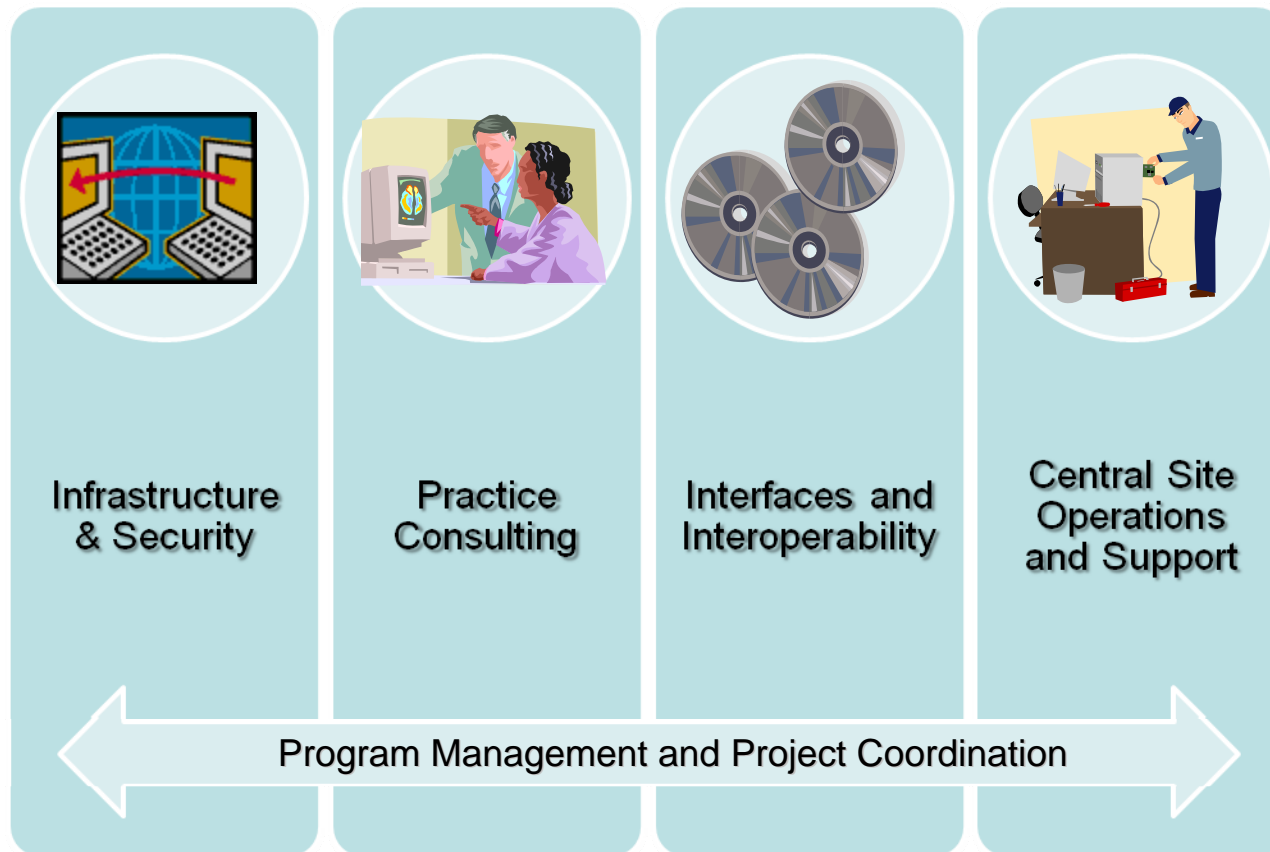 Infrastructure
& Security
Practice
Consulting
Interfaces and
Interoperability
Central Site
Operations
and Support
Program Management and Project Coordination